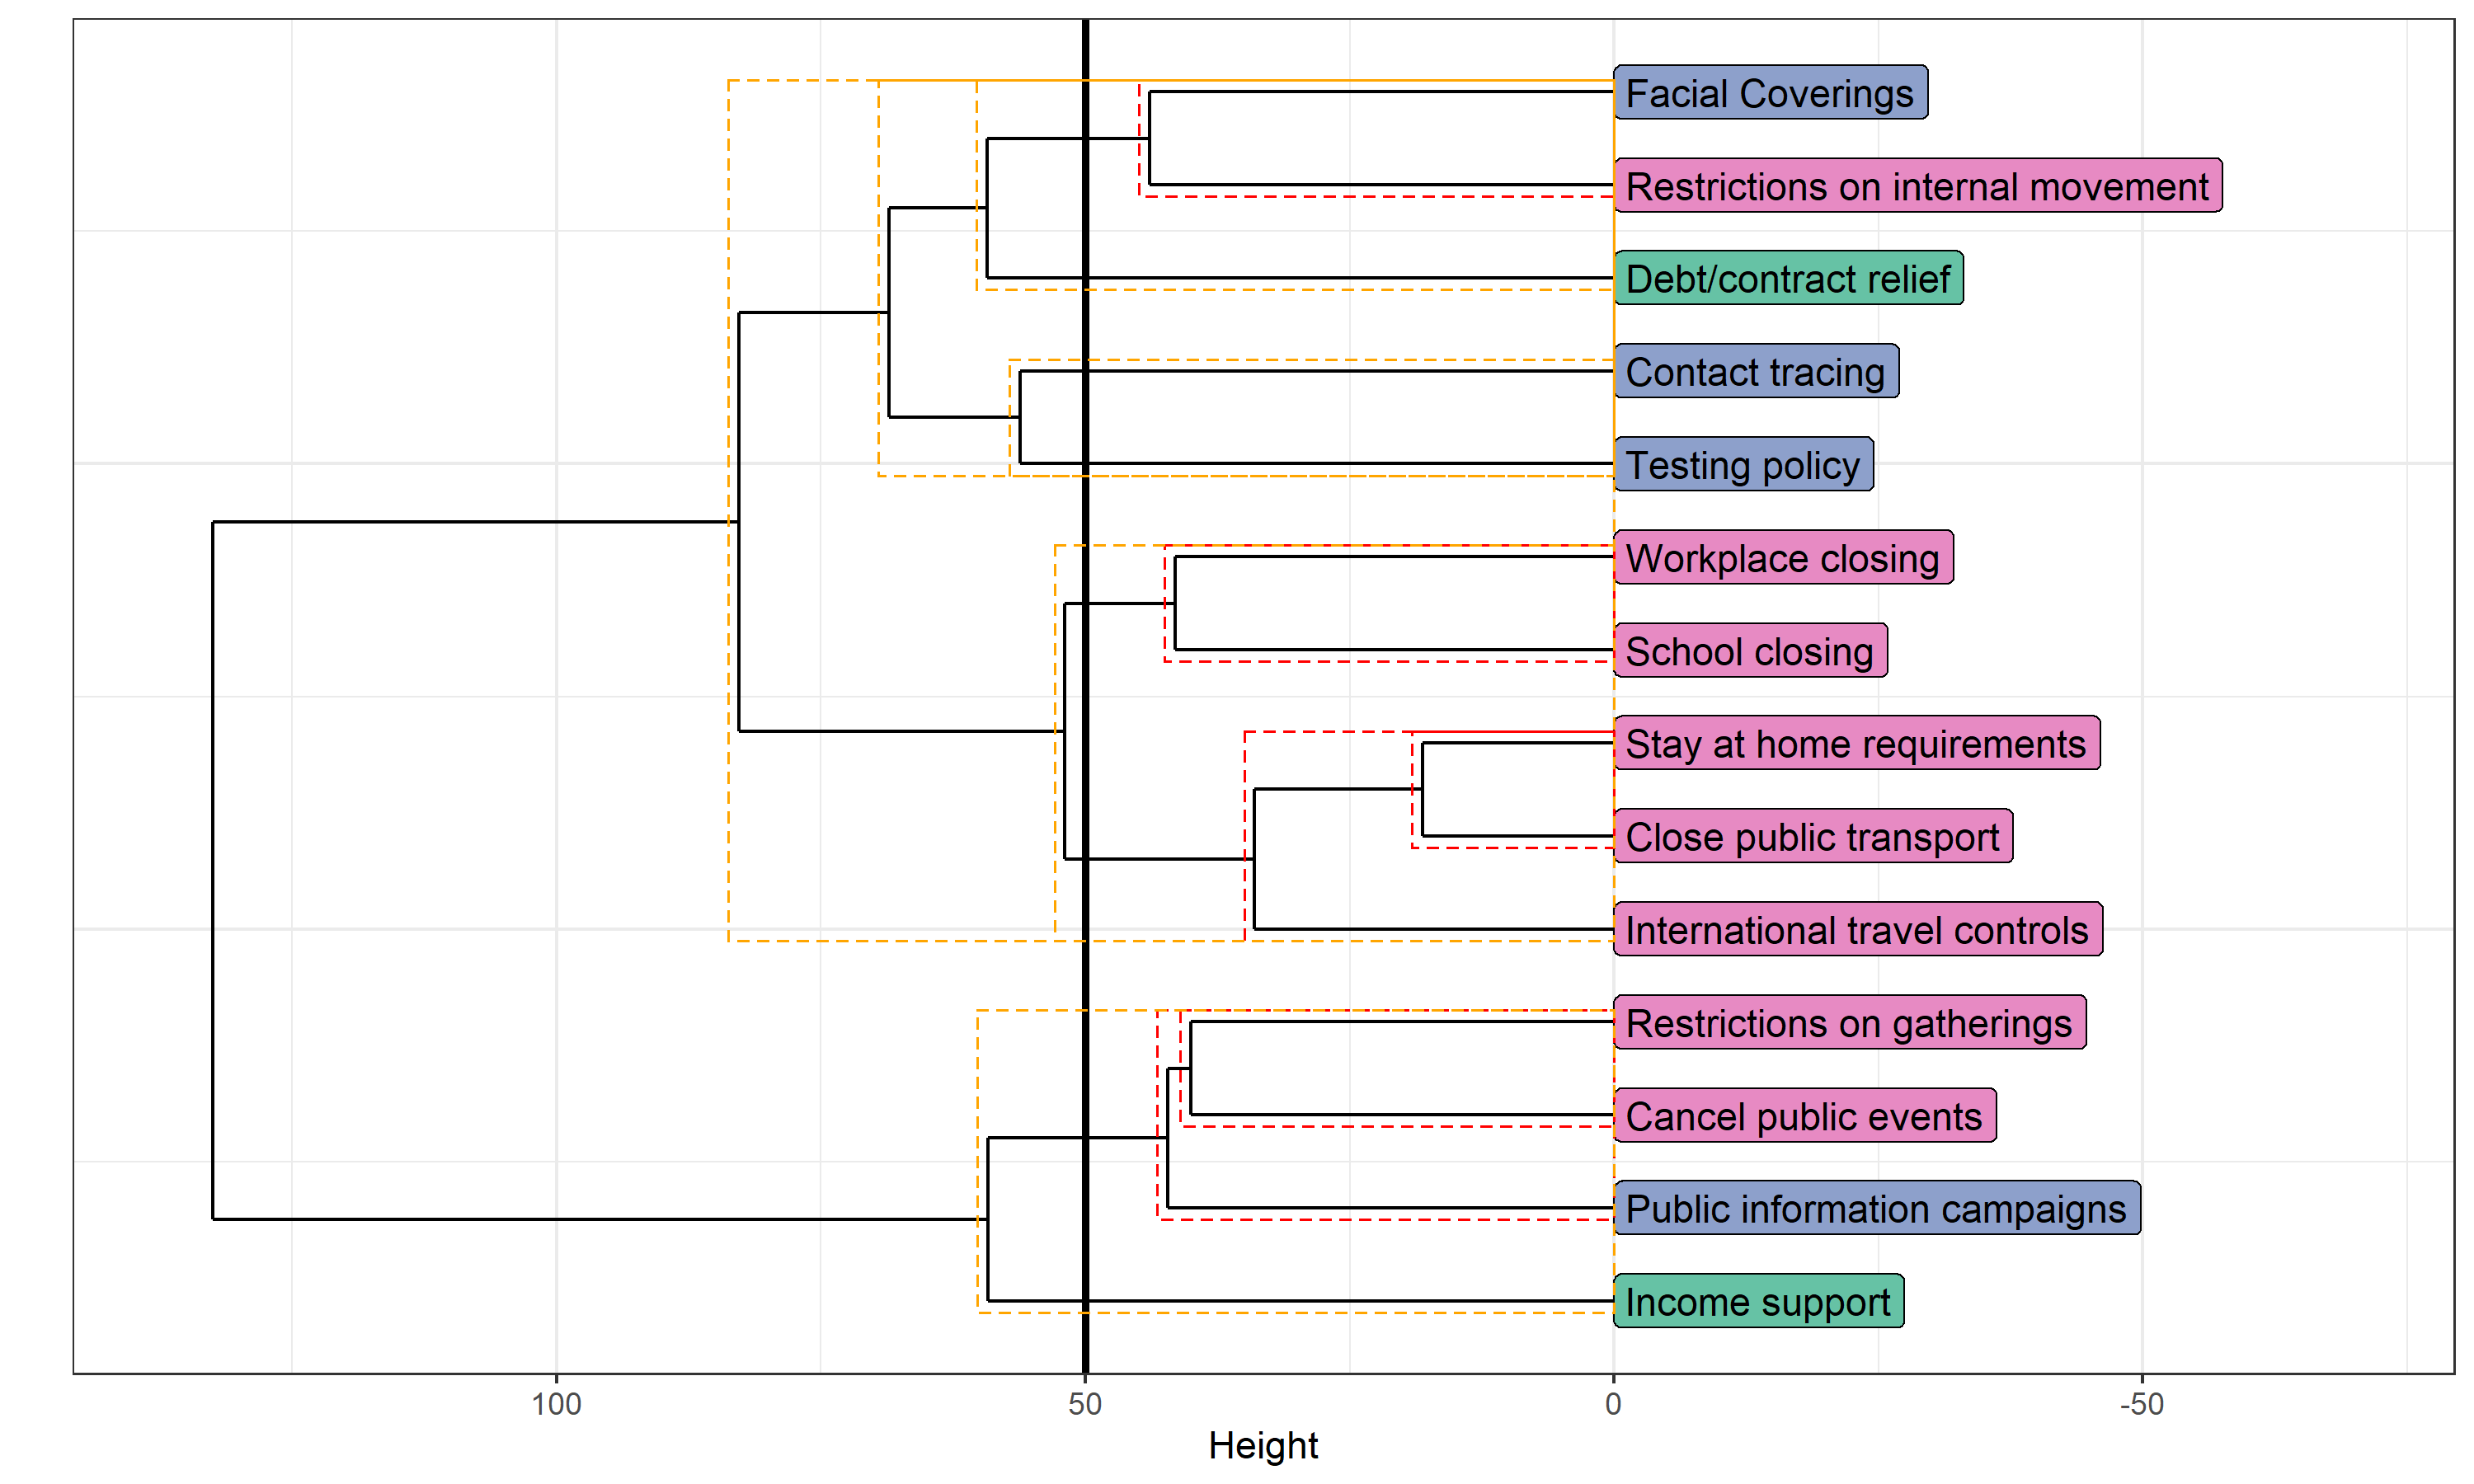 Facial Coverings
Restrictions on internal movement
Debt/contract relief
Contact tracing
Testing policy
Workplace closing
School closing
Stay at home requirements
Close public transport
International travel controls
Restrictions on gatherings
Cancel public events
Public information campaigns
Income support
100 50 0 -50
Height